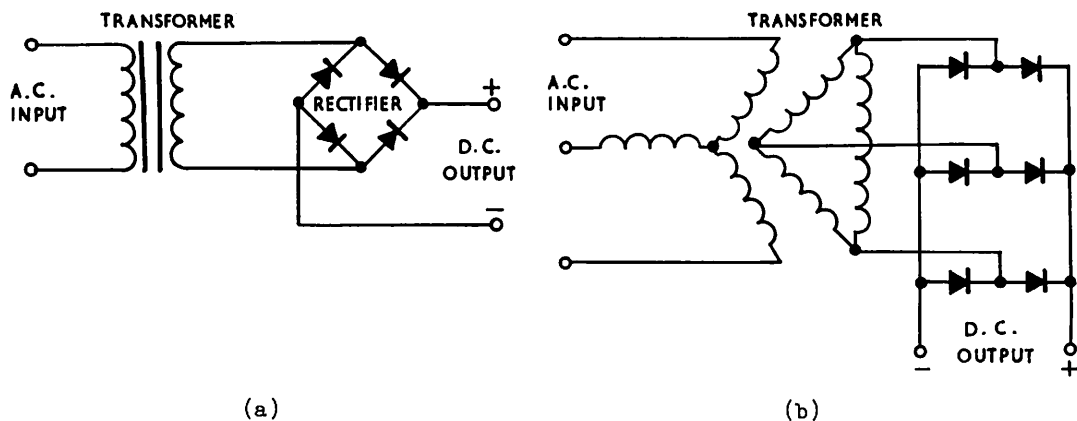 TRANSFORMER
A.C.
INPUT
RECTIFIER
+
D.C.
OUTPUT
−
(a)
TRANSFORMER
A.C.
INPUT
D.C.
OUTPUT
−
+
(b)